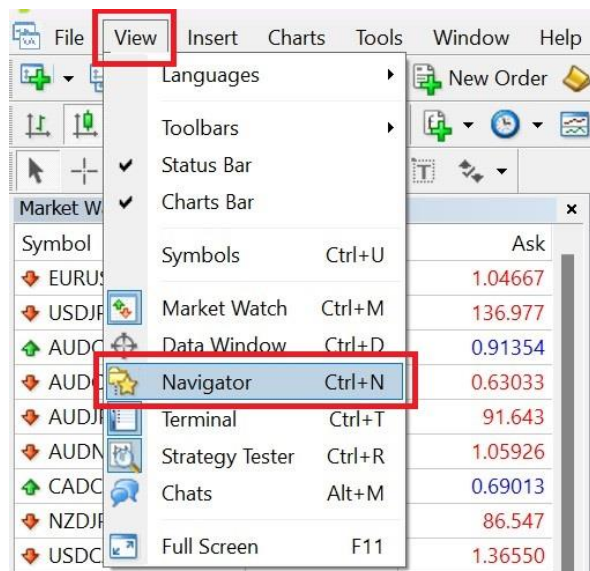 File View Insert Charts Tools Window Help
Languages
New Order
Toolbars
Status Bar
Charts Bar
Market W
Symbol Ask
Symbols Ctrl+U
EURUS 1.04667
Market Watch Ctrl+M
USDJP 136.977
Data Window Ctrl+D
AUDC 0.91354
Navigator Ctrl+N
AUDC 0.63033
Terminal Ctrl+T
AUDJP 91.643
Strategy Tester Ctrl+R
AUDN 1.05926
Chats Alt+M
CADC 0.69013
NZDJP 86.547
Full Screen F11
USDC 1.36550